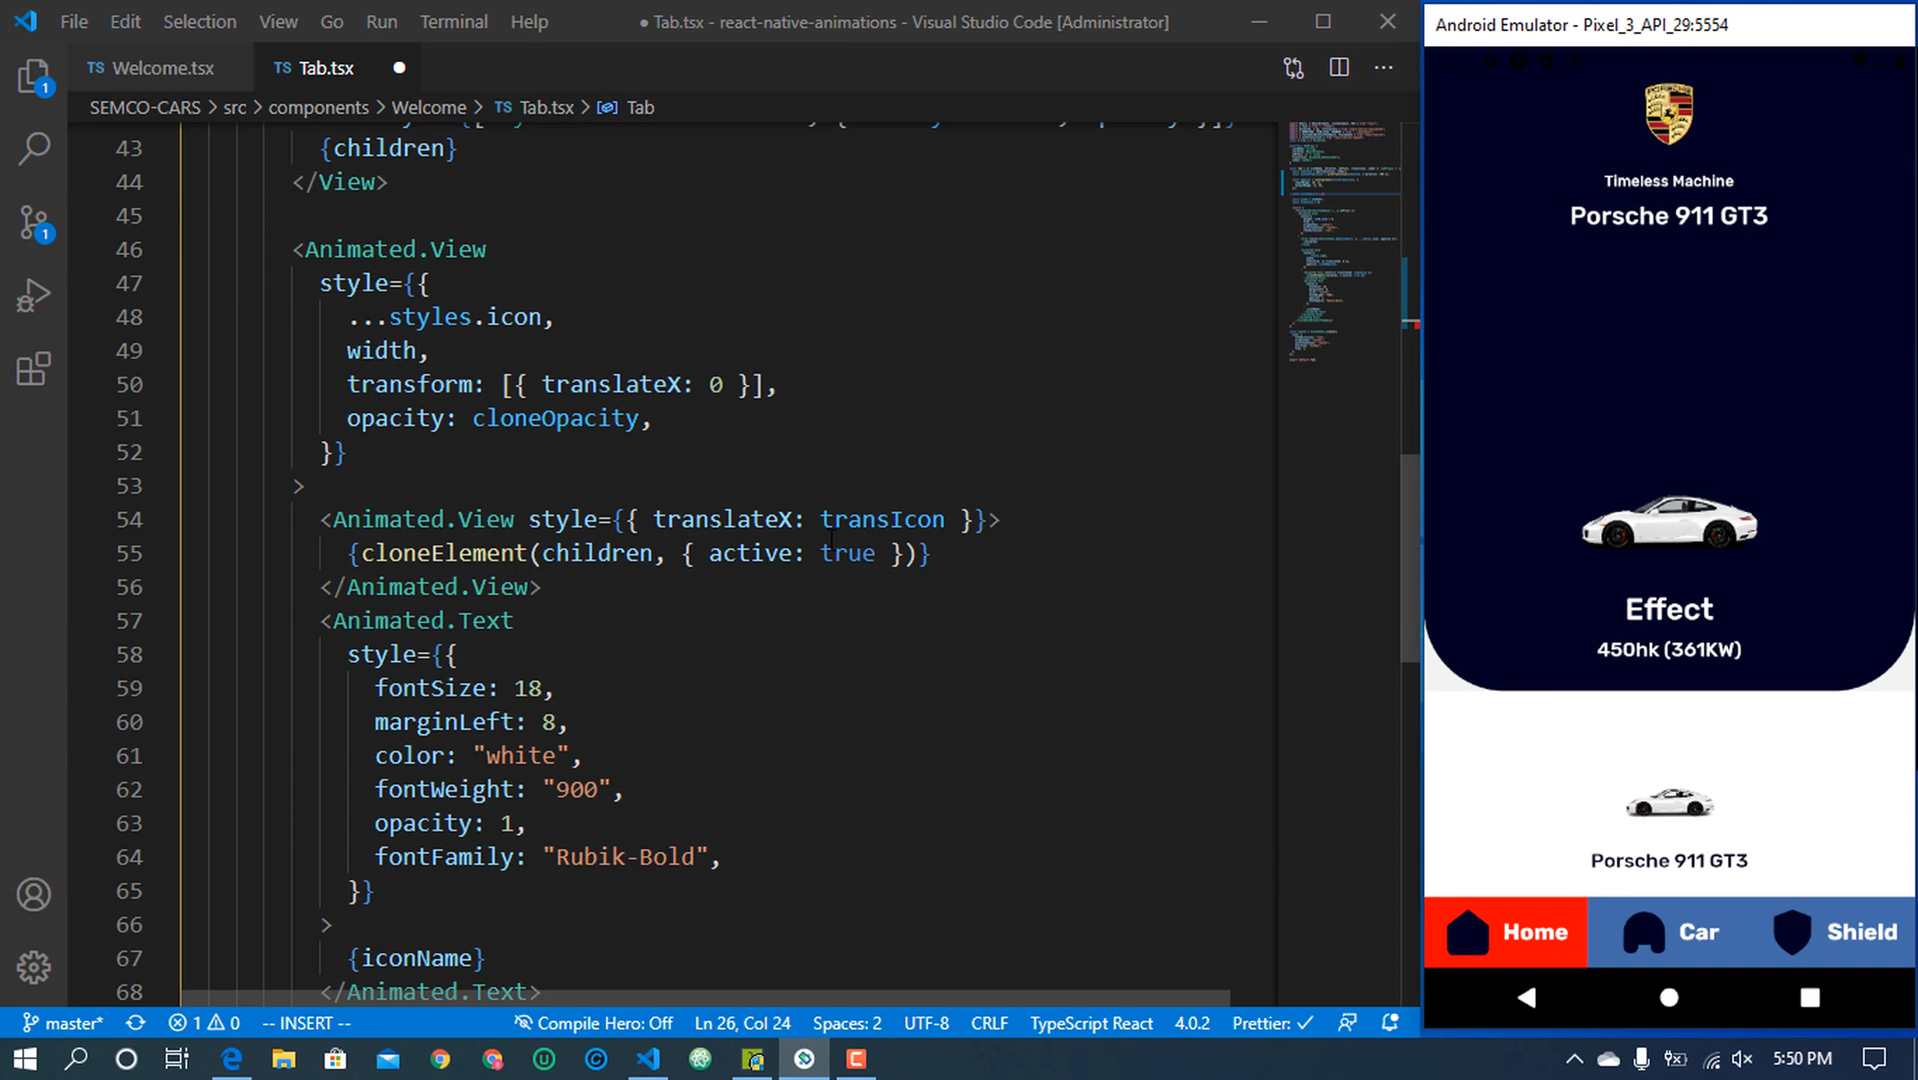 File Edit Selection View Go Run Terminal Help
● Tab.tsx - react-native-animations - Visual Studio Code [Administrator]
TS Welcome.tsx
TS Tab.tsx
SEMCO-CARS > src > components > Welcome > TS Tab.tsx > Tab
43 {children}
44 </View>
45
46 <Animated.View
47 style={{
48 ...styles.icon,
49 width,
50 transform: [{ translateX: 0 }],
51 opacity: cloneOpacity,
52 }}
53 >
54 <Animated.View style={{ translateX: transIcon }}>
55 {cloneElement(children, { active: true })}
56 </Animated.View>
57 <Animated.Text
58 style={{
59 fontSize: 18,
60 marginLeft: 8,
61 color: "white",
62 fontWeight: "900",
63 opacity: 1,
64 fontFamily: "Rubik-Bold",
65 }}
66 >
67 {iconName}
68 </Animated.Text>
1
1
master* 1 0 -- INSERT -- Compile Hero: Off Ln 26, Col 24 Spaces: 2 UTF-8 CRLF TypeScript React 4.0.2 Prettier: ✓
Android Emulator - Pixel_3_API_29:5554
Timeless Machine
Porsche 911 GT3
Effect
450hk (361KW)
Porsche 911 GT3
Home Car Shield
5:50 PM